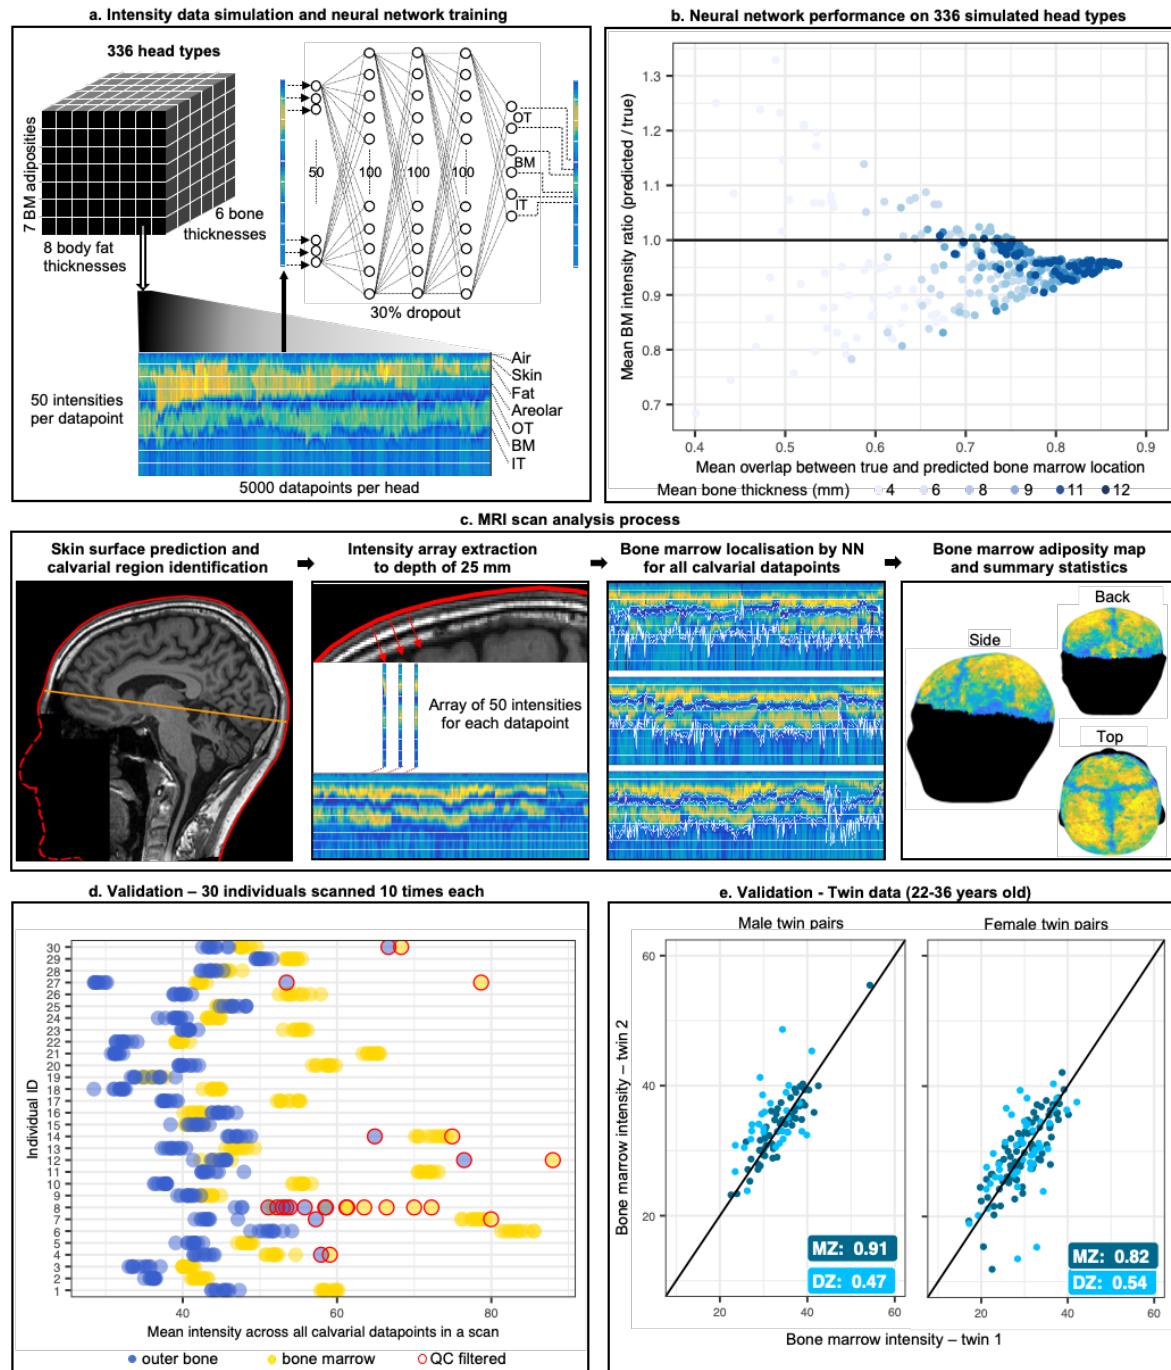 a. Intensity data simulation and neural network training
336 head types
7 BM adiposities
8 body fat
thicknesses
6 bone
thicknesses
50
100
100
100
OT
BM
IT
30% dropout
50 intensities
per datapoint
Air
Skin
Fat
Areolar
OT
BM
IT
5000 datapoints per head
b. Neural network performance on 336 simulated head types
Mean BM intensity ratio (predicted / true)
1.3
1.2
1.1
1.0
0.9
0.8
0.7
0.4 0.5 0.6 0.7 0.8 0.9
Mean overlap between true and predicted bone marrow location
Mean bone thickness (mm) 4 6 8 9 11 12
c. MRI scan analysis process
Skin surface prediction and
calvarial region identification
Intensity array extraction
to depth of 25 mm
Array of 50 intensities
for each datapoint
Bone marrow localisation by NN
for all calvarial datapoints
Bone marrow adiposity map
and summary statistics
Side
Back
Top
d. Validation – 30 individuals scanned 10 times each
Individual ID
30
29
28
27
26
25
24
23
22
21
20
19
18
17
16
15
14
13
12
11
10
9
8
7
6
5
4
3
2
1
40 60 80
Mean intensity across all calvarial datapoints in a scan
outer bone bone marrow QC filtered
e. Validation - Twin data (22-36 years old)
Male twin pairs
Female twin pairs
Bone marrow intensity – twin 2
60
40
20
MZ: 0.91
DZ: 0.47
20 40 60
60
40
20
MZ: 0.82
DZ: 0.54
20 40 60
Bone marrow intensity – twin 1